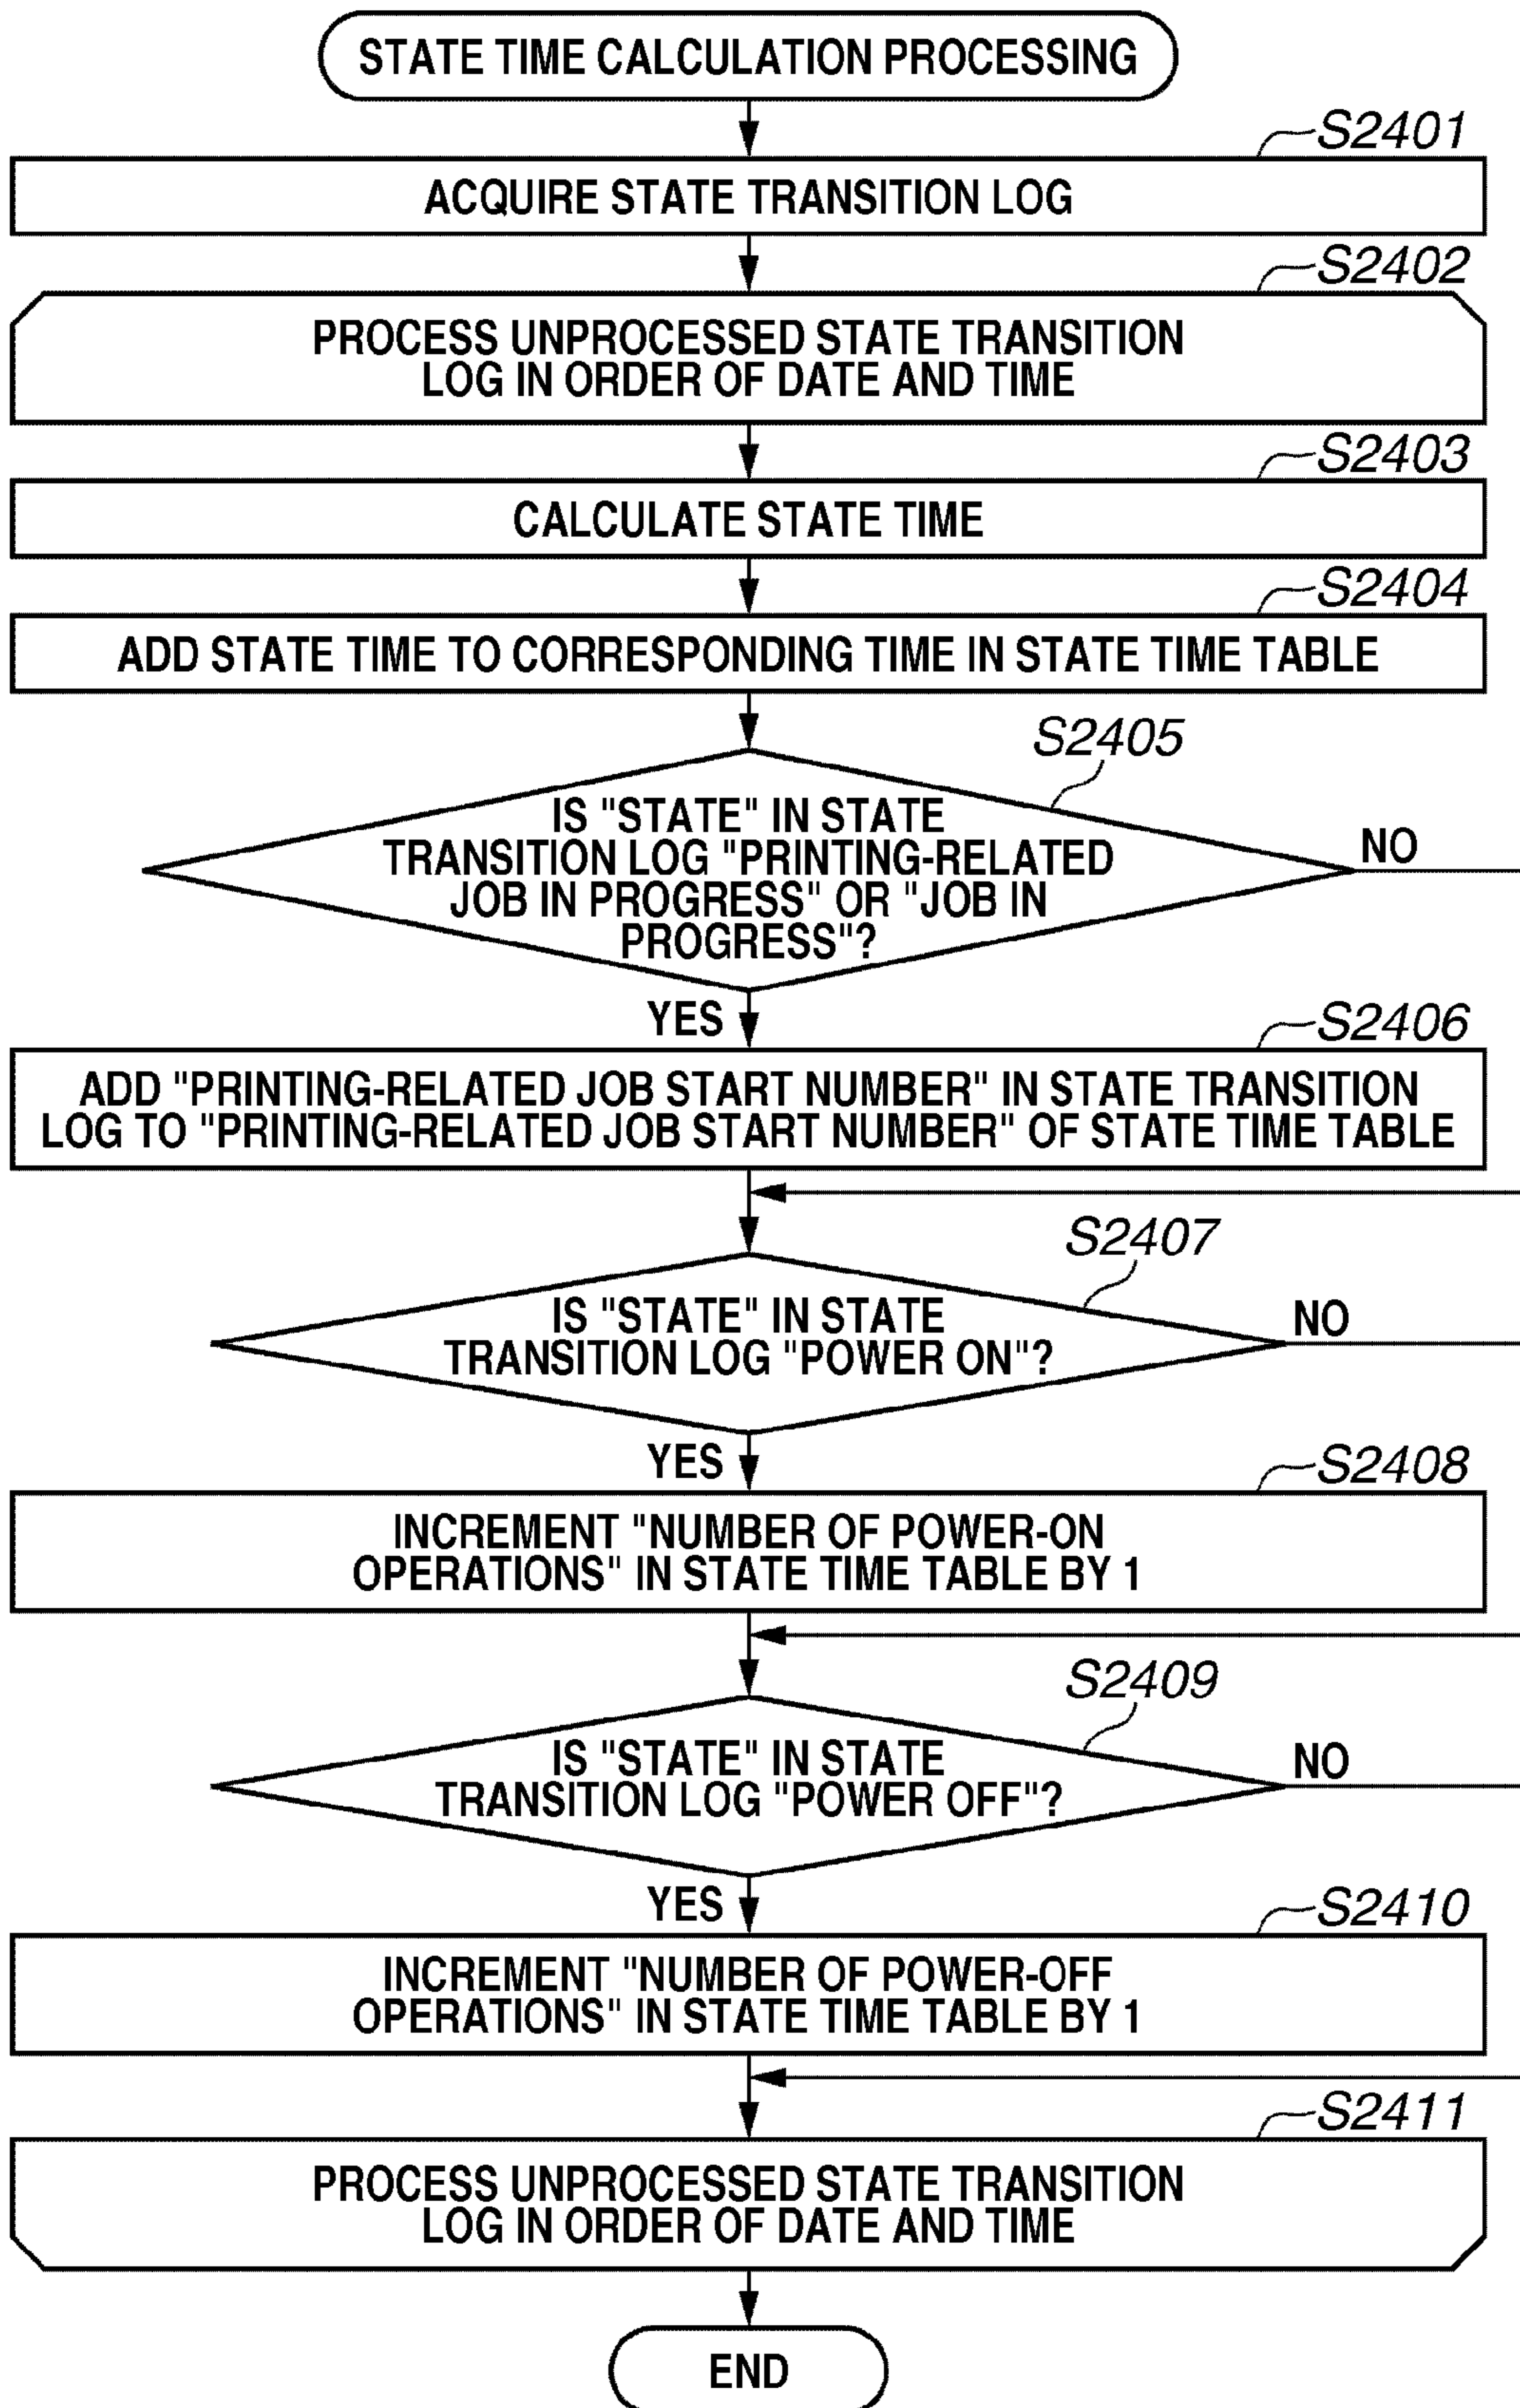 STATE TIME CALCULATION PROCESSING
S2401
ACQUIRE STATE TRANSITION LOG
S2402
PROCESS UNPROCESSED STATE TRANSITION
LOG IN ORDER OF DATE AND TIME
S2403
CALCULATE STATE TIME
S2404
ADD STATE TIME TO CORRESPONDING TIME IN STATE TIME TABLE
S2405
IS "STATE" IN STATE
TRANSITION LOG "PRINTING-RELATED
JOB IN PROGRESS" OR "JOB IN
PROGRESS"?
NO
YES
S2406
ADD "PRINTING-RELATED JOB START NUMBER" IN STATE TRANSITION
LOG TO "PRINTING-RELATED JOB START NUMBER" OF STATE TIME TABLE
S2407
IS "STATE" IN STATE
TRANSITION LOG "POWER ON"?
NO
YES
S2408
INCREMENT "NUMBER OF POWER-ON
OPERATIONS" IN STATE TIME TABLE BY 1
S2409
IS "STATE" IN STATE
TRANSITION LOG "POWER OFF"?
NO
YES
S2410
INCREMENT "NUMBER OF POWER-OFF
OPERATIONS" IN STATE TIME TABLE BY 1
S2411
PROCESS UNPROCESSED STATE TRANSITION
LOG IN ORDER OF DATE AND TIME
END